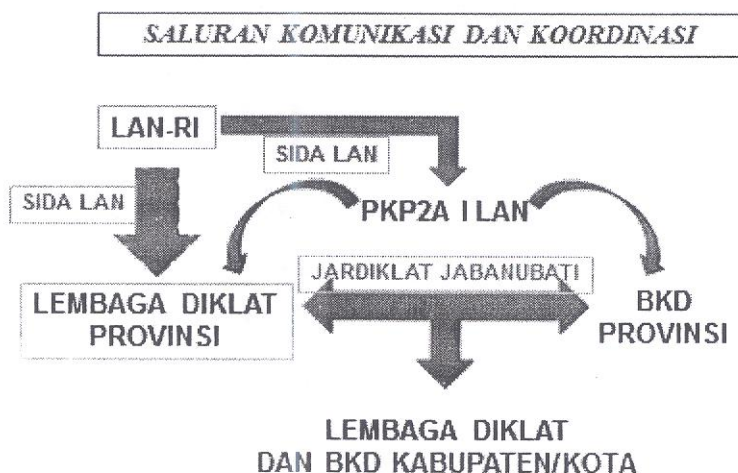 SALURAN KOMUNIKASI DAN KOORDINASI
LAN-RI
SIDA LAN
SIDA LAN
PKP2A I LAN
JARDIKLAT JABANUBATI
LEMBAGA DIKLAT
PROVINSI
BKD
PROVINSI
LEMBAGA DIKLAT
DAN BKD KABUPATEN/KOTA